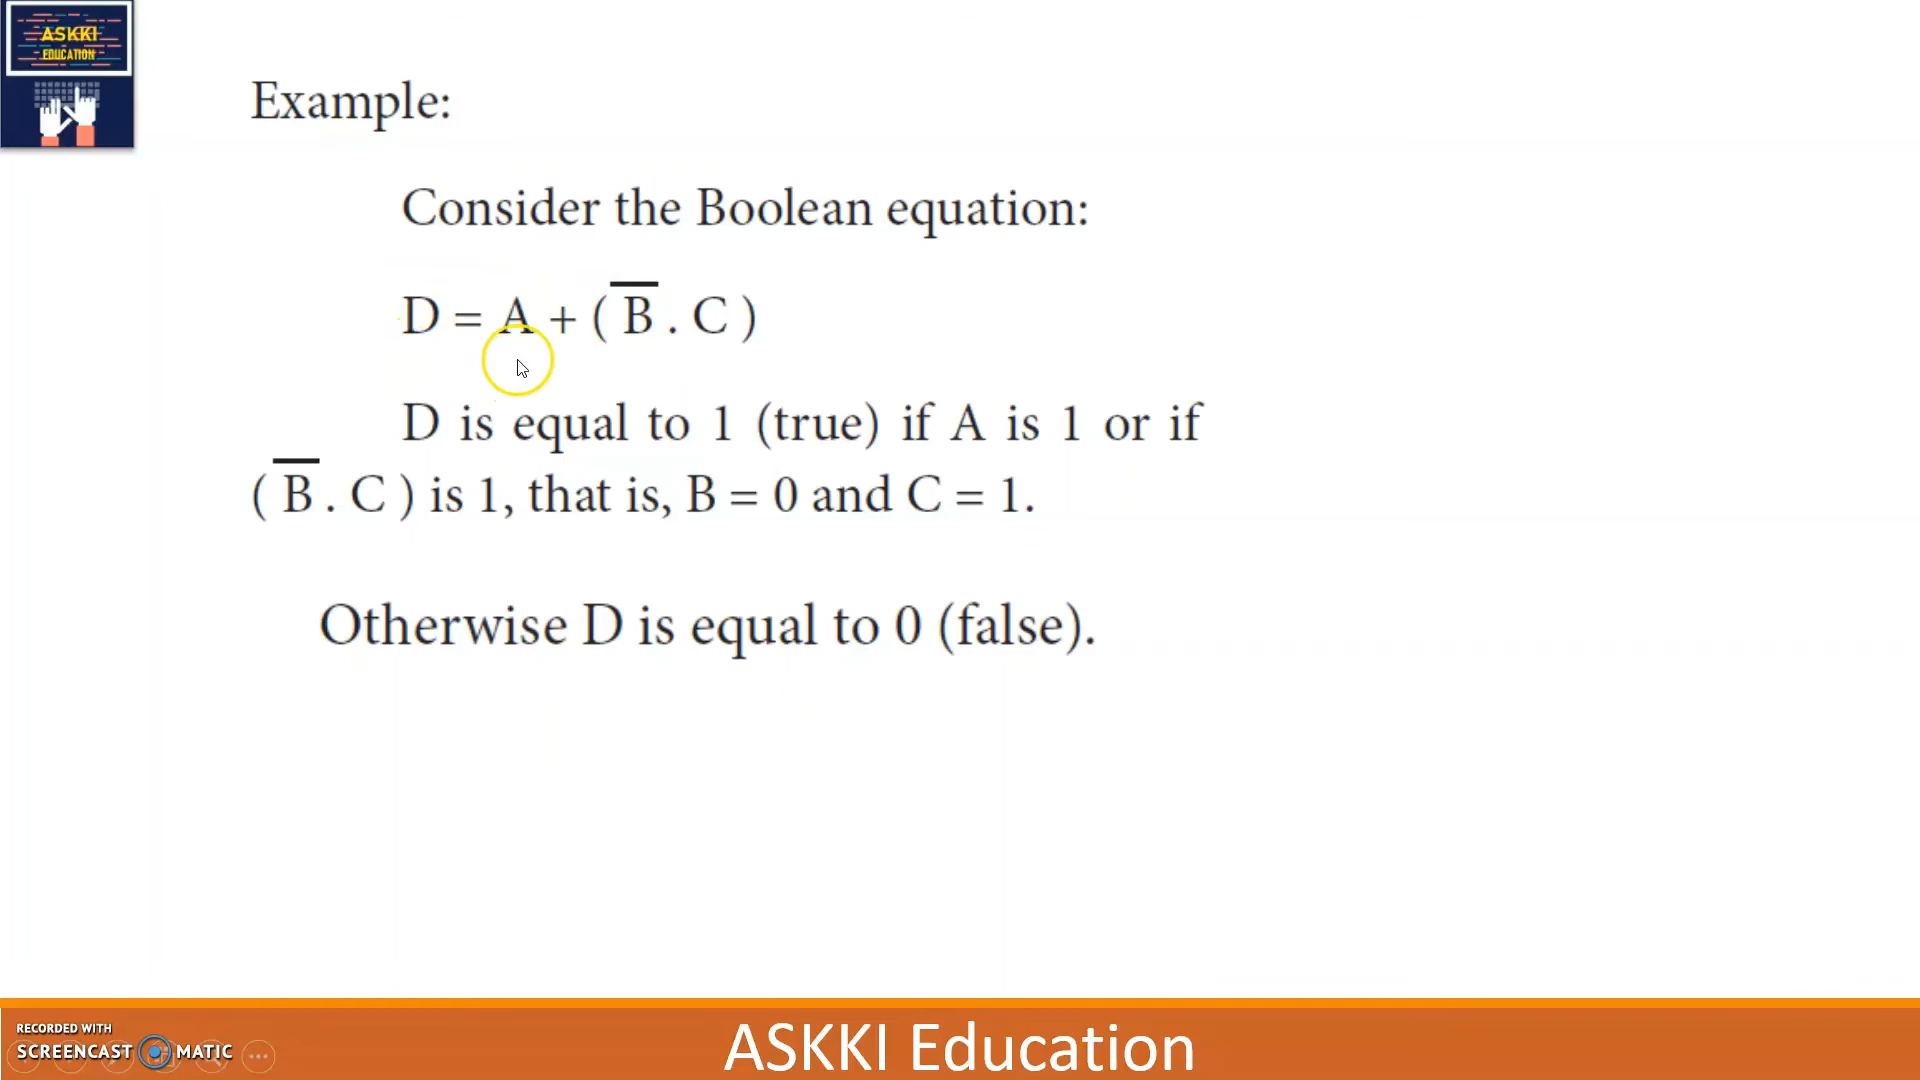 ASKKI
EDUCATION
Example:
Consider the Boolean equation:
D = A + ( B̅ . C )
D is equal to 1 (true) if A is 1 or if
( B̅ . C ) is 1, that is, B = 0 and C = 1.
Otherwise D is equal to 0 (false).
RECORDED WITH
SCREENCAST MATIC
ASKKI Education